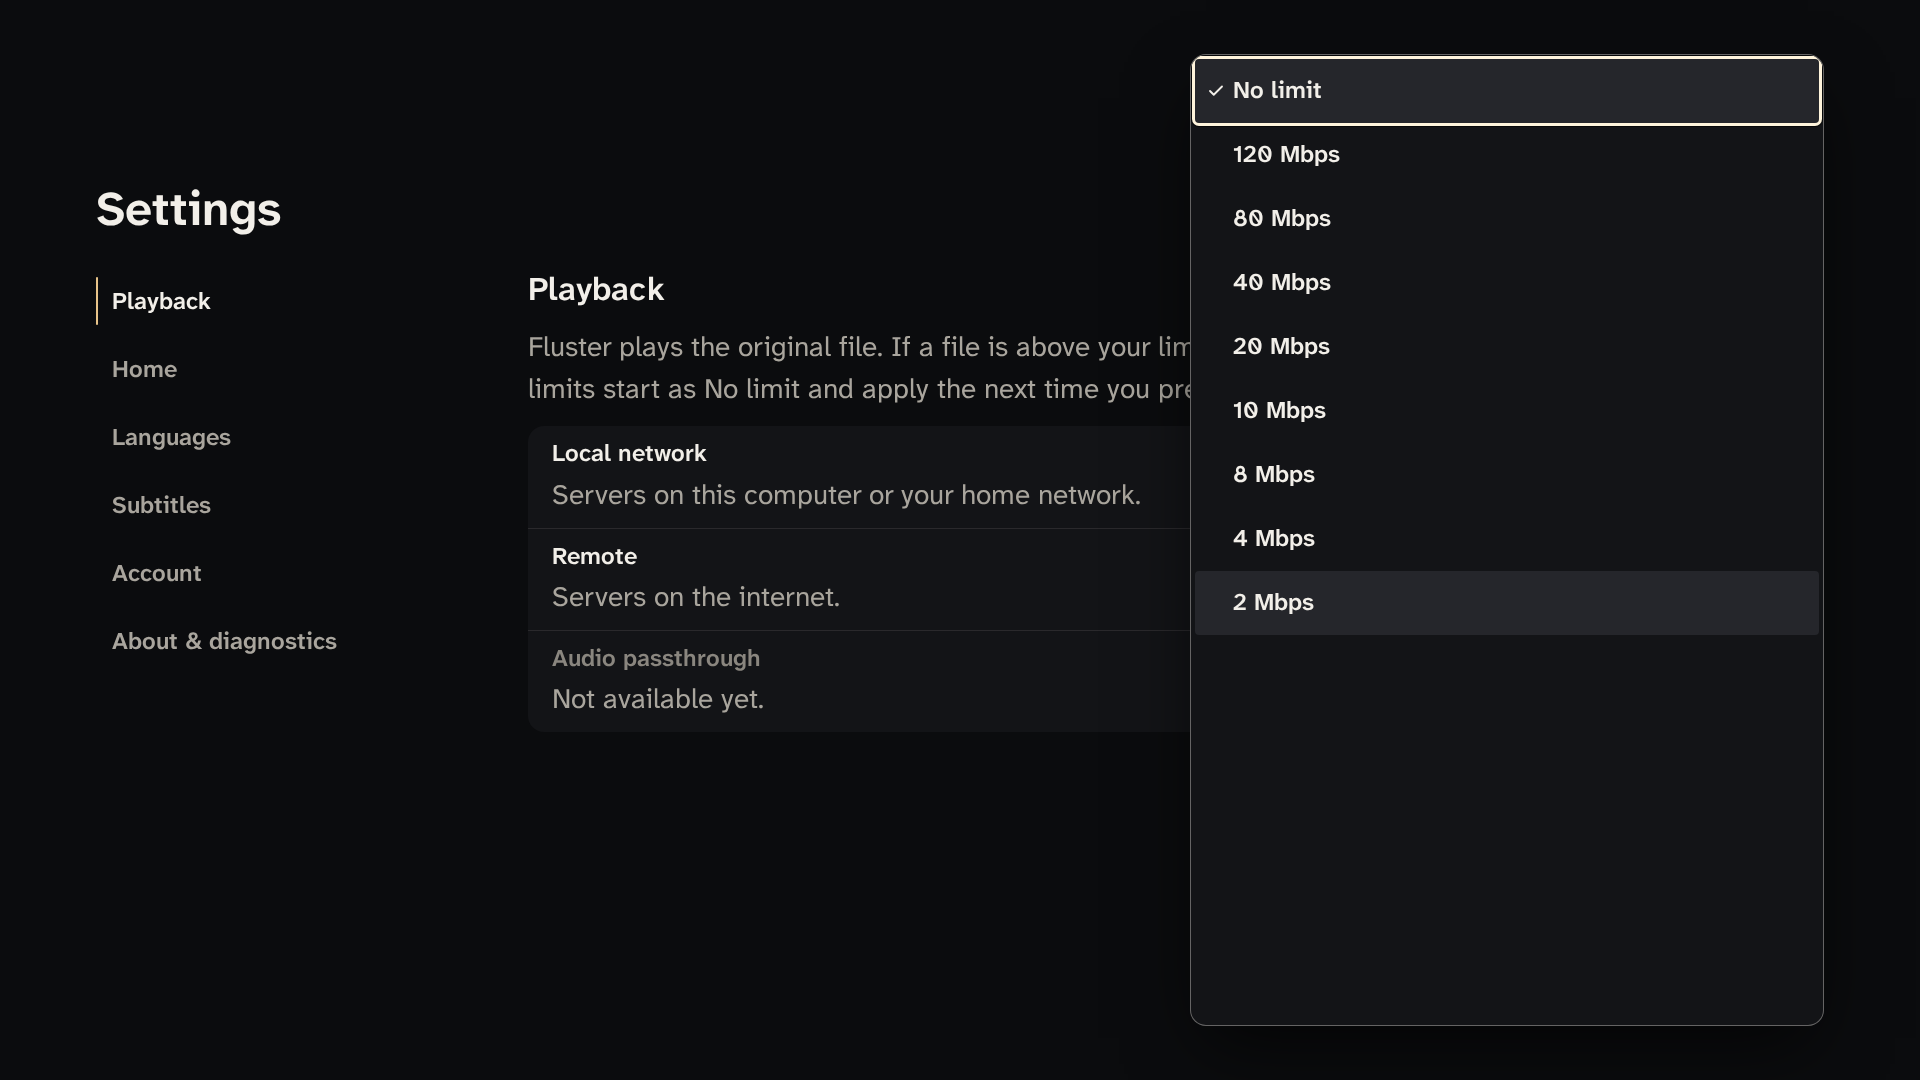 Settings
Playback
Home
Languages
Subtitles
Account
About & diagnostics
Playback
Fluster plays the original file. If a file is above your
limits start as No limit and apply the next time you
Local network
Servers on this computer or your home network.
Remote
Servers on the internet.
Audio passthrough
Not available yet.
No limit
120 Mbps
80 Mbps
40 Mbps
20 Mbps
10 Mbps
8 Mbps
4 Mbps
2 Mbps